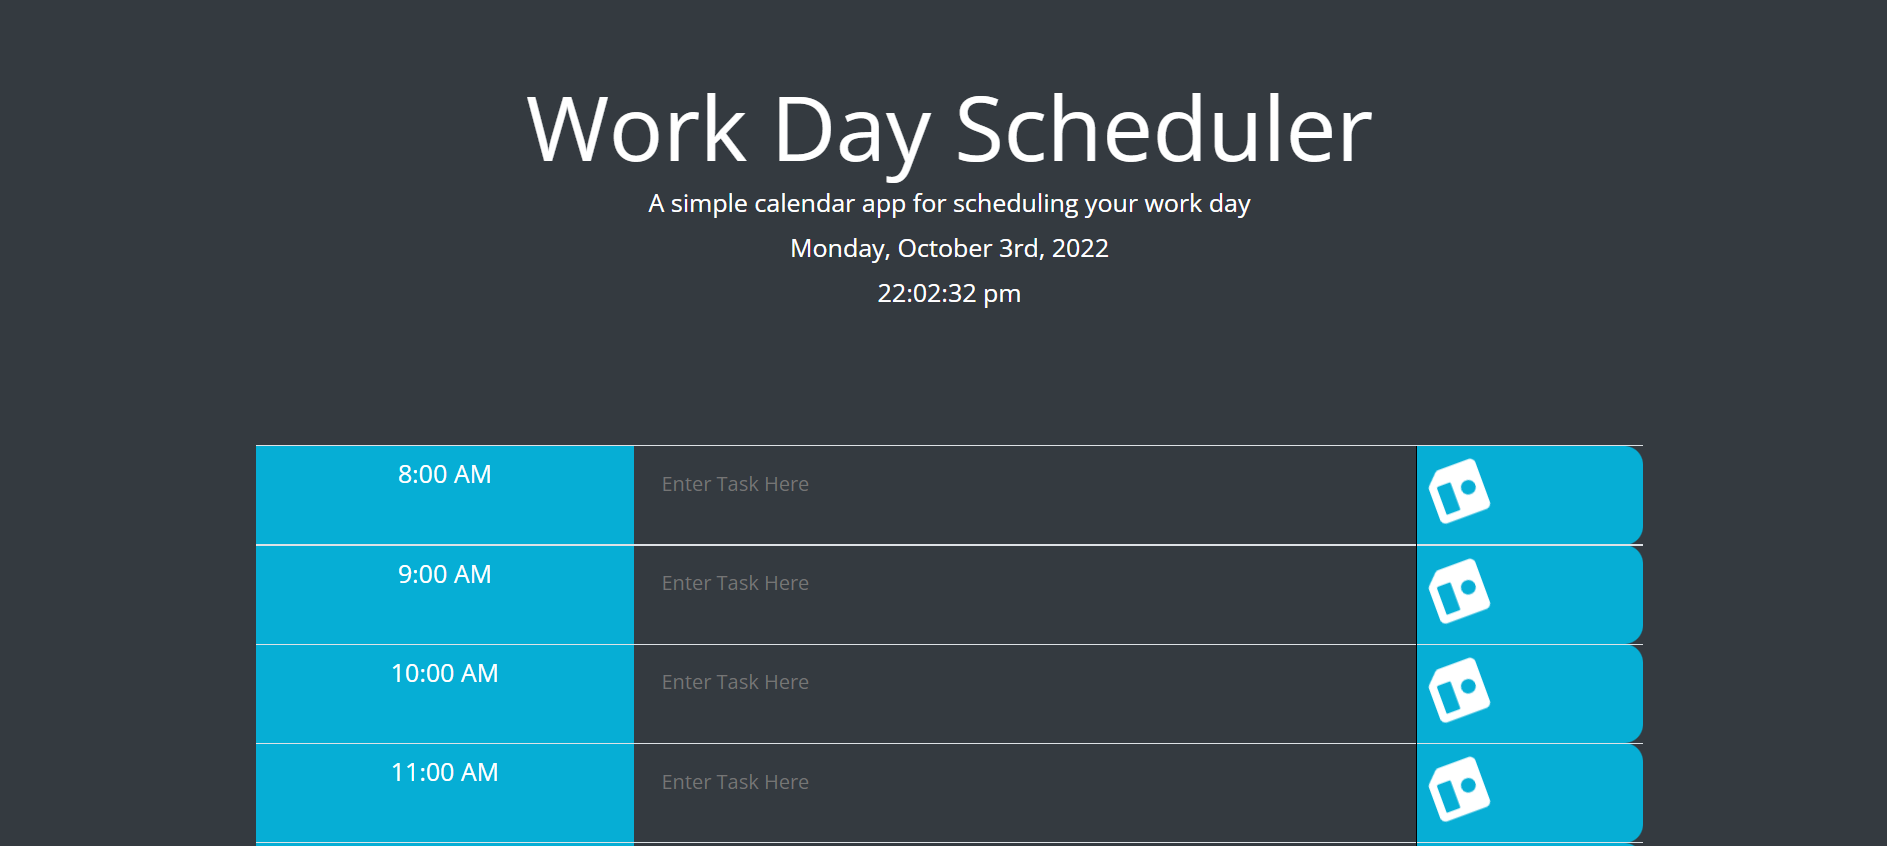 Work Day Scheduler
A simple calendar app for scheduling your work day
Monday, October 3rd, 2022
22:02:32 pm
8:00 AM
Enter Task Here
9:00 AM
Enter Task Here
10:00 AM
Enter Task Here
11:00 AM
Enter Task Here